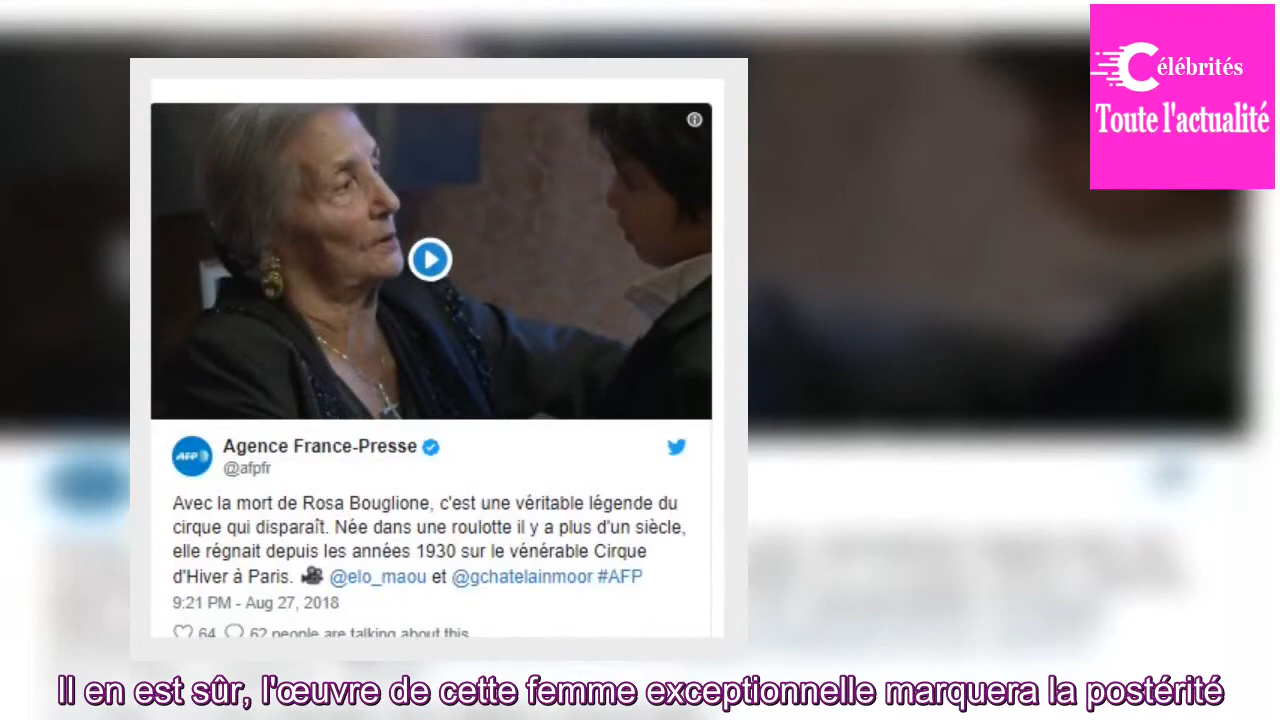 Célébrités
Toute l'actualité
AFP
Agence France-Presse
@afpfr
Avec la mort de Rosa Bouglione, c'est une véritable légende du
cirque qui disparaît. Née dans une roulotte il y a plus d'un siècle,
elle régnait depuis les années 1930 sur le vénérable Cirque
d'Hiver à Paris. 🎥 @elo_maou et @gchatelainmoor #AFP
9:21 PM - Aug 27, 2018
64 62 people are talking about this
Il en est sûr, l'œuvre de cette femme exceptionnelle marquera la postérité